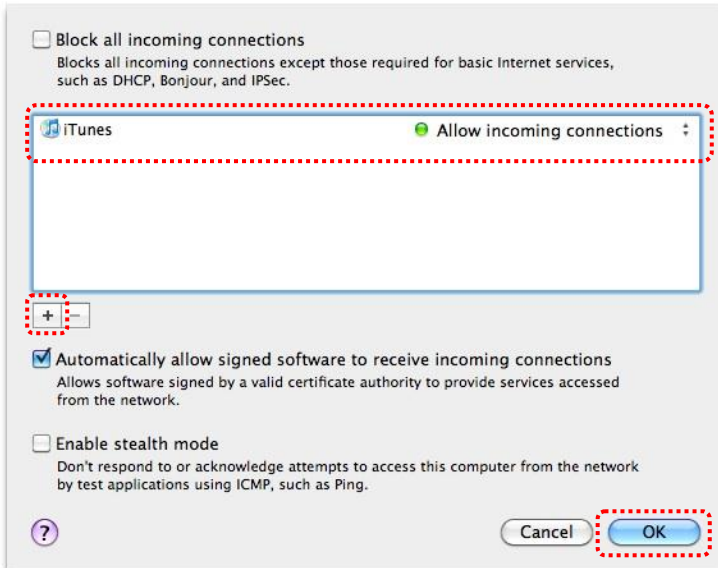 Block all incoming connections
Blocks all incoming connections except those required for basic Internet services,
such as DHCP, Bonjour, and IPSec.
iTunes Allow incoming connections
+ −
Automatically allow signed software to receive incoming connections
Allows software signed by a valid certificate authority to provide services accessed
from the network.
Enable stealth mode
Don't respond to or acknowledge attempts to access this computer from the network
by test applications using ICMP, such as Ping.
? Cancel OK